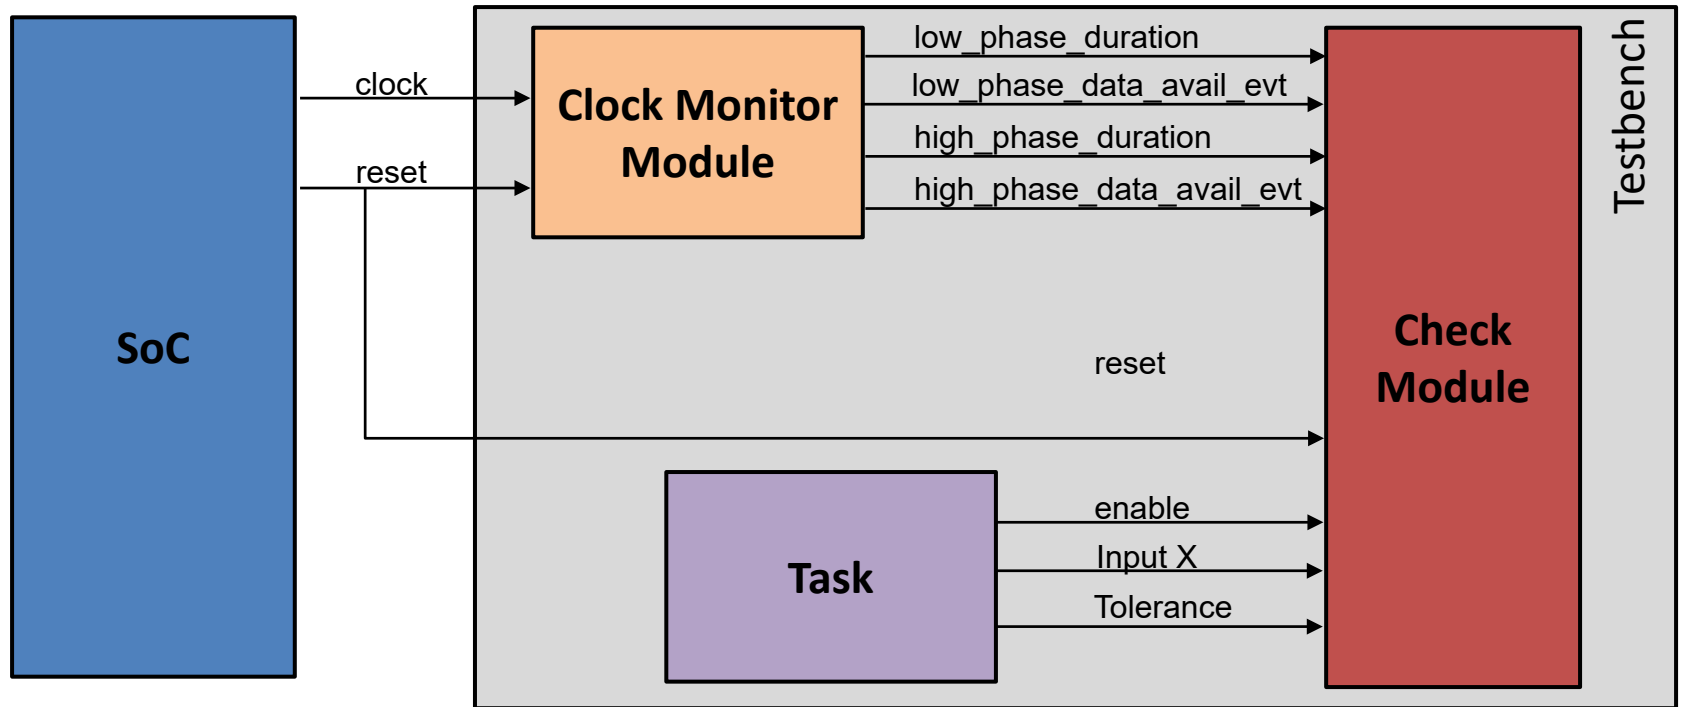 SoC
clock
reset
Clock Monitor
Module
low_phase_duration
low_phase_data_avail_evt
high_phase_duration
high_phase_data_avail_evt
Testbench
reset
Check
Module
Task
enable
Input X
Tolerance